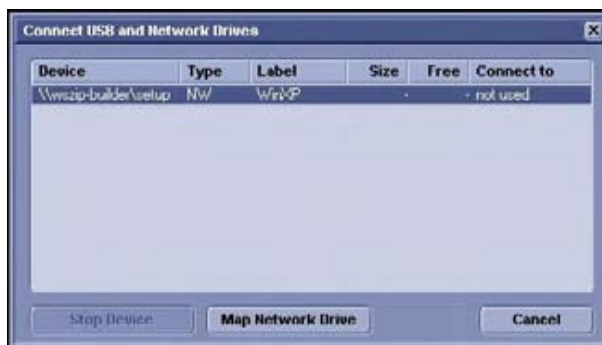 Connect USB and Network Drives
Device Type Label Size Free Connect to
\\wszip-builder\setup NW WinXP - - not used
Stop Device Map Network Drive Cancel